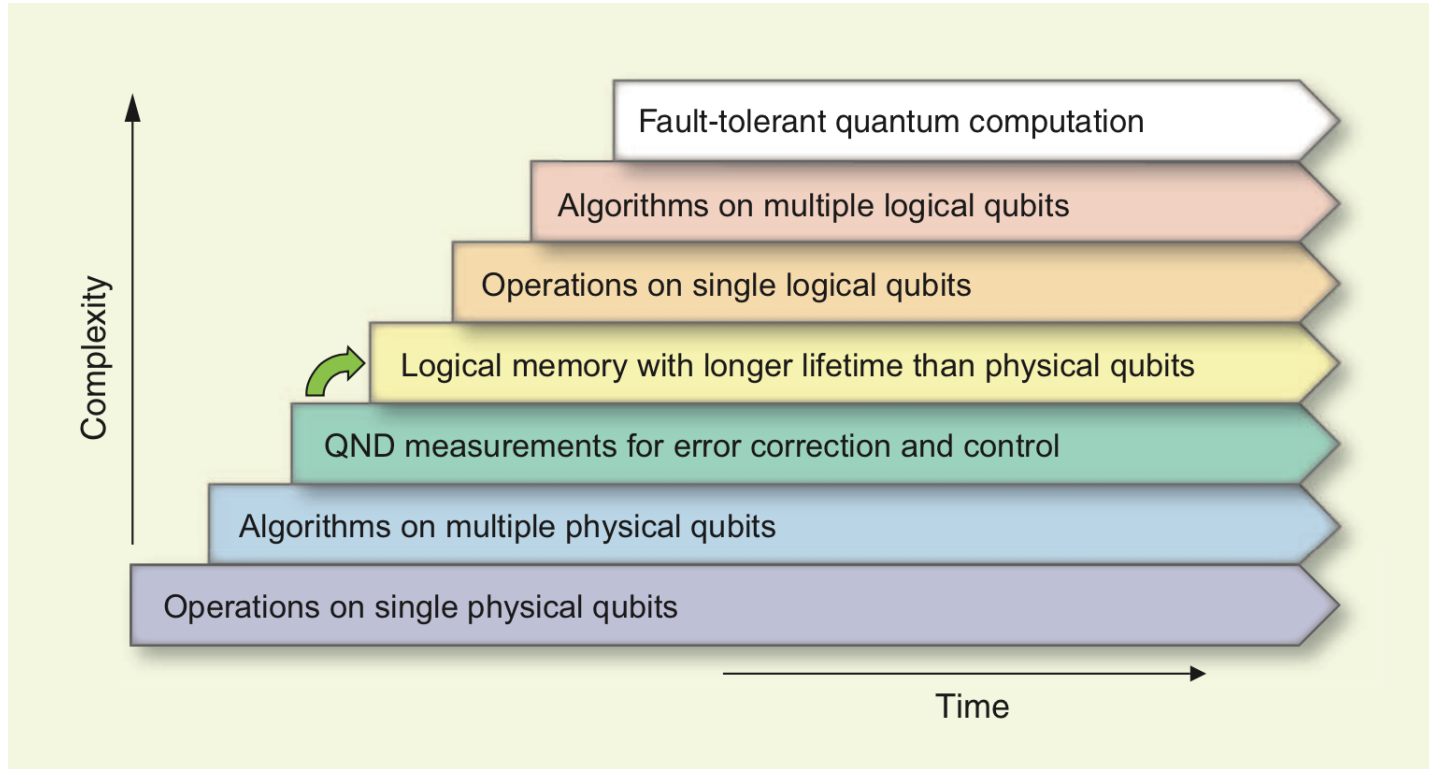 Fault-tolerant quantum computation
Algorithms on multiple logical qubits
Operations on single logical qubits
Logical memory with longer lifetime than physical qubits
QND measurements for error correction and control
Algorithms on multiple physical qubits
Operations on single physical qubits
Complexity
Time